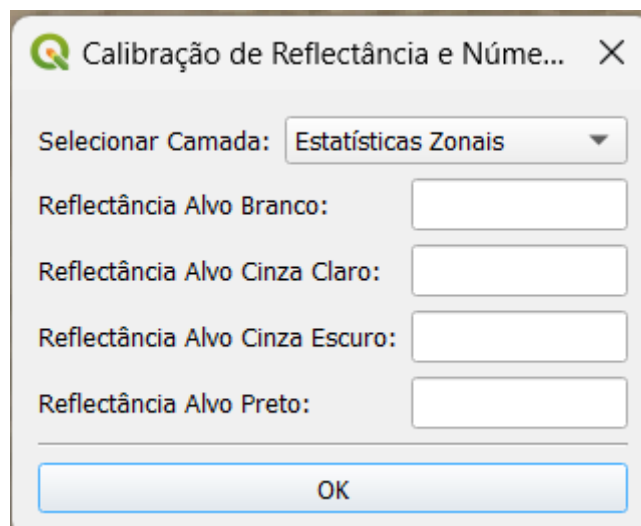 Calibração de Reflectância e Núme...
Selecionar Camada: Estatísticas Zonais
Reflectância Alvo Branco:
Reflectância Alvo Cinza Claro:
Reflectância Alvo Cinza Escuro:
Reflectância Alvo Preto:
OK